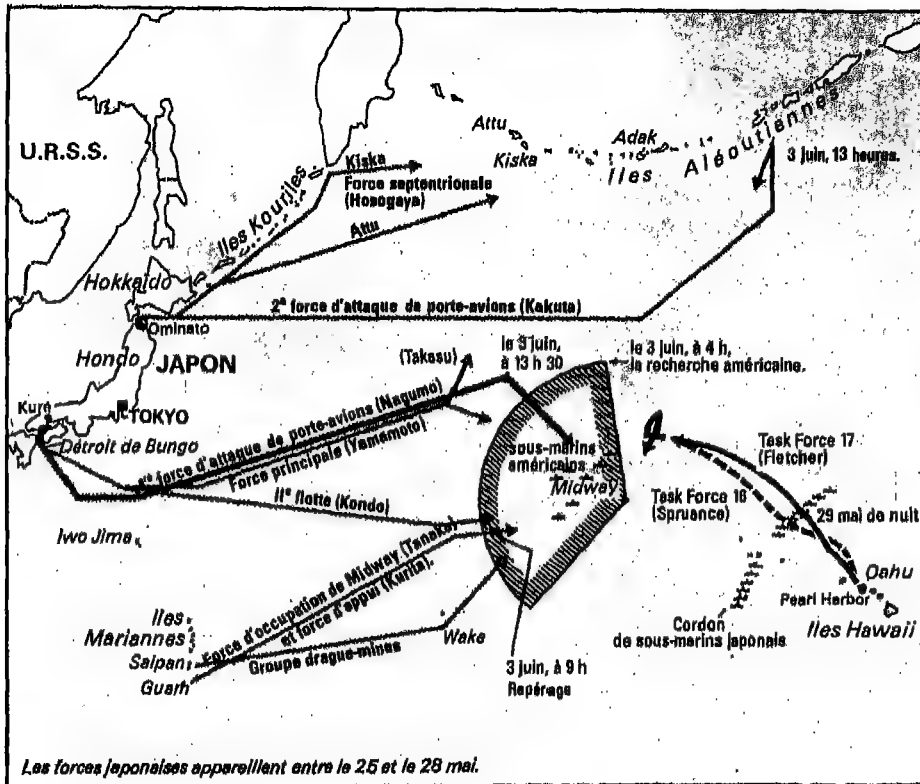 U.R.S.S.
Attu
Kiska
Adak
Iles
Aléoutiennes
3 juin, 13 heures.
Kiska
Force septentrionale
(Hosogaya)
Attu
Iles Kouriles
Hokkaido
2e force d'attaque de porte-avions (Kakuta)
Ominato
Hondo
JAPON
Kure
TOKYO
Détroit de Bungo
(Takasu)
le 3 juin,
à 13 h 30
le 3 juin, à 4 h,
la recherche américaine.
1re force d'attaque de porte-avions (Nagumo)
Force principale (Yamamoto)
IIe flotte (Kondo)
sous-marins
américains
Midway
Task Force 17
(Fletcher)
Task Force 16
(Spruance)
29 mai de nuit
Oahu
Pearl Harbor
Iles Hawaii
Cordon
de sous-marins japonais
Iwo Jima
Iles
Mariannes
Saipan
Guam
Force d'occupation de Midway (Tanaka)
et force d'appui (Kurita).
Groupe drague-mines
Wake
3 juin, à 9 h
Repérage
Les forces japonaises appareillent entre le 25 et le 28 mai.